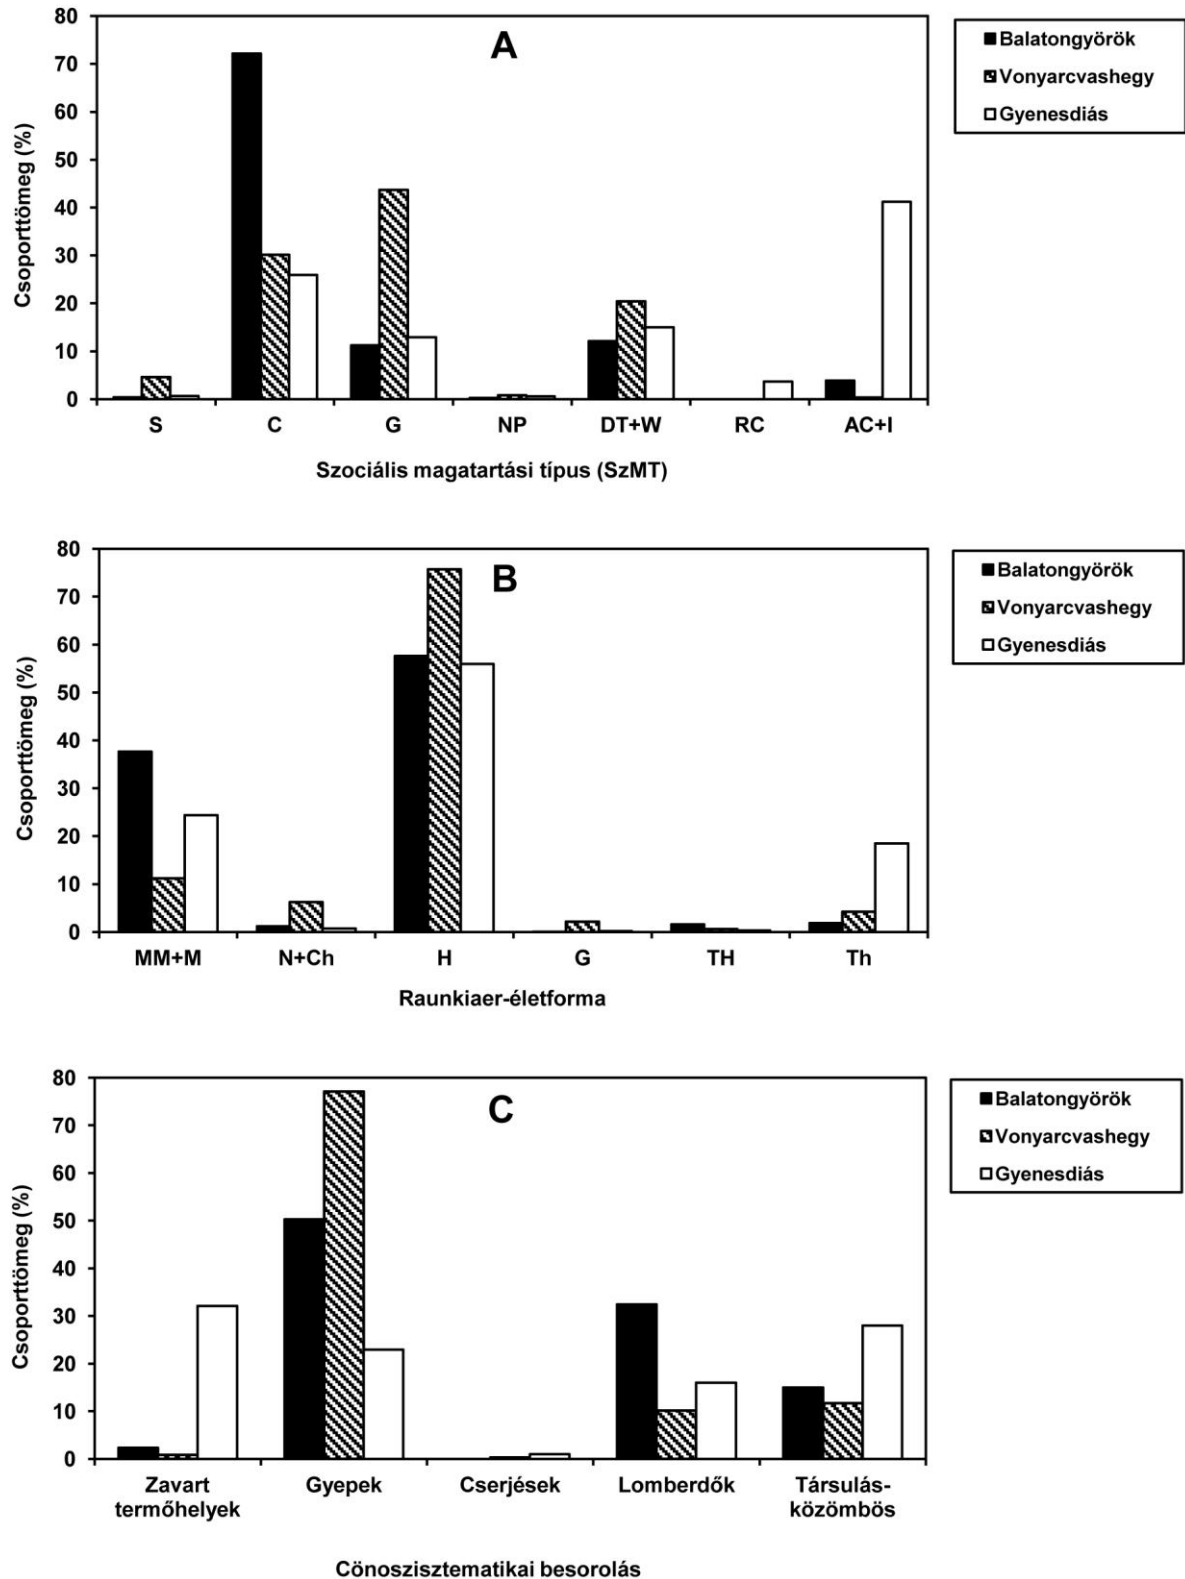 80
A
Balatongyörök
Vonyarcvashegy
Gyenesdiás
70
60
50
40
30
20
10
0
Csoporttömeg (%)
S C G NP DT+W RC AC+I
Szociális magatartási típus (SzMT)
80
B
Balatongyörök
Vonyarcvashegy
Gyenesdiás
70
60
50
40
30
20
10
0
Csoporttömeg (%)
MM+M N+Ch H G TH Th
Raunkiaer-életforma
80
C
Balatongyörök
Vonyarcvashegy
Gyenesdiás
70
60
50
40
30
20
10
0
Csoporttömeg (%)
Zavart Gyepek Cserjések Lomberdők Társulás-
termőhelyek közömbös
Cönoszisztematikai besorolás